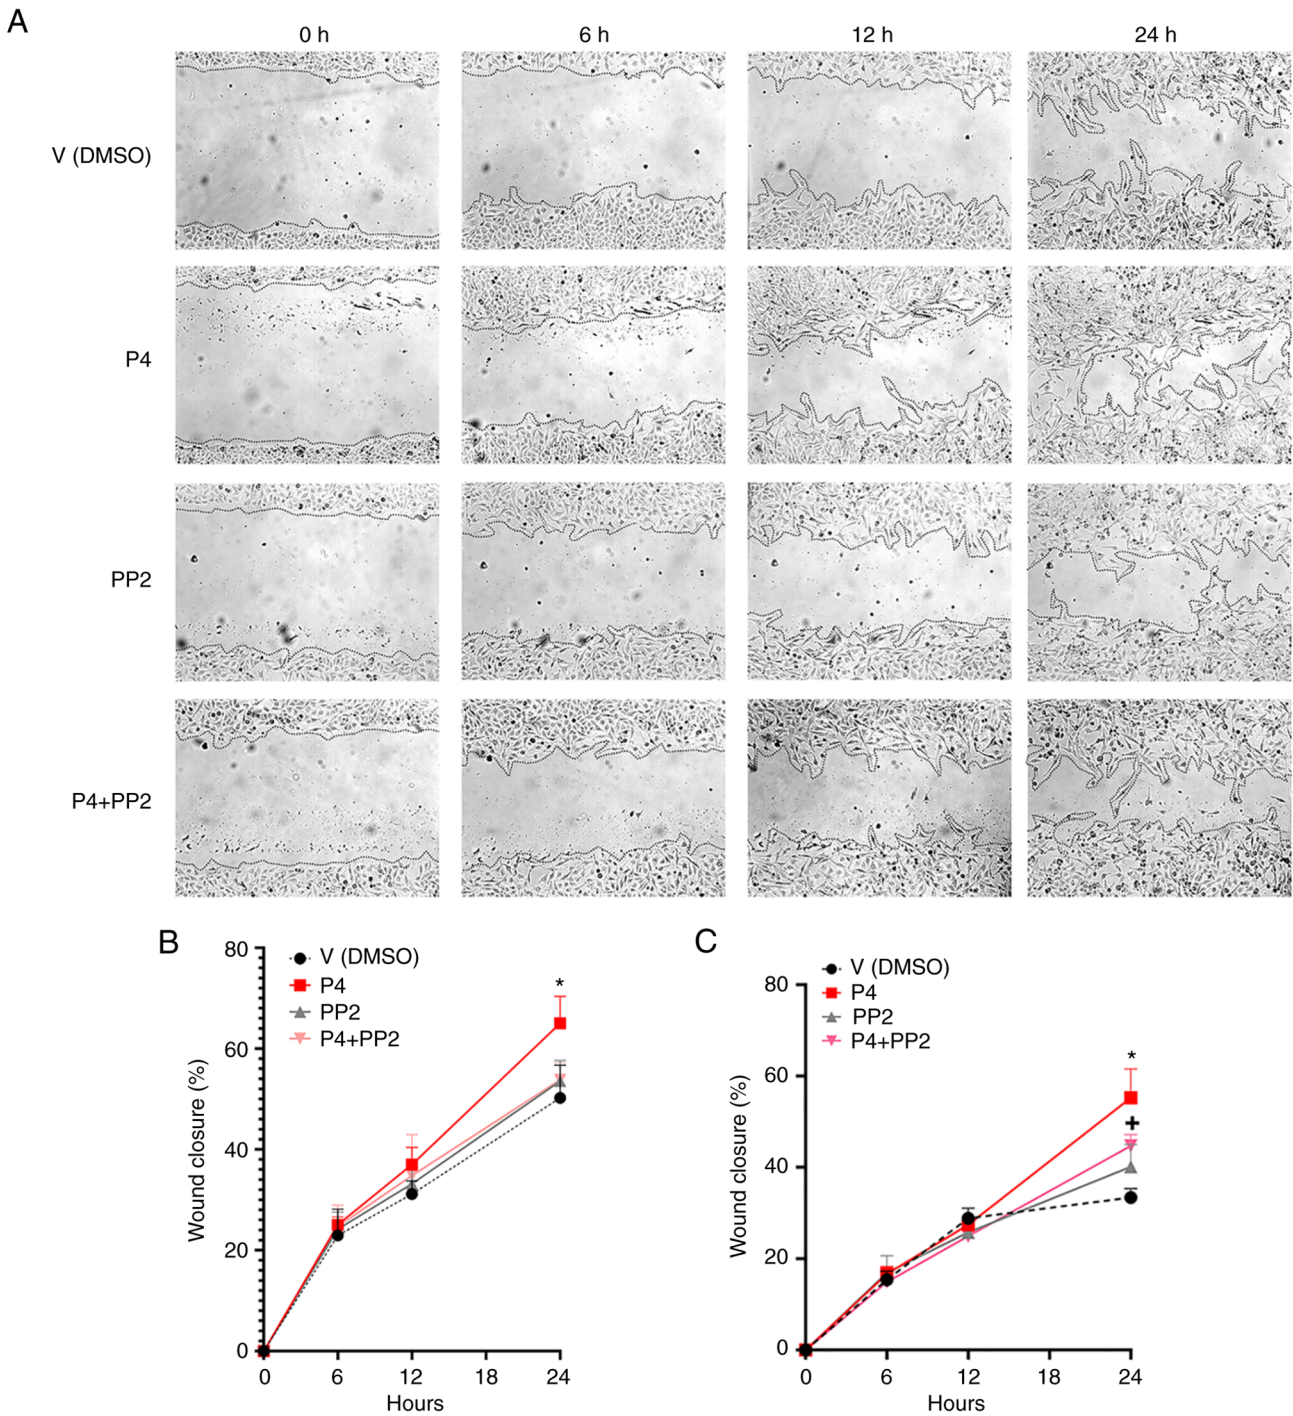 A
0 h
6 h
12 h
24 h
V (DMSO)
P4
PP2
P4+PP2
B
V (DMSO)
P4
PP2
P4+PP2
*
80
60
40
20
0
Wound closure (%)
0
6
12
18
24
Hours
C
V (DMSO)
P4
PP2
P4+PP2
*
+
80
60
40
20
0
Wound closure (%)
0
6
12
18
24
Hours